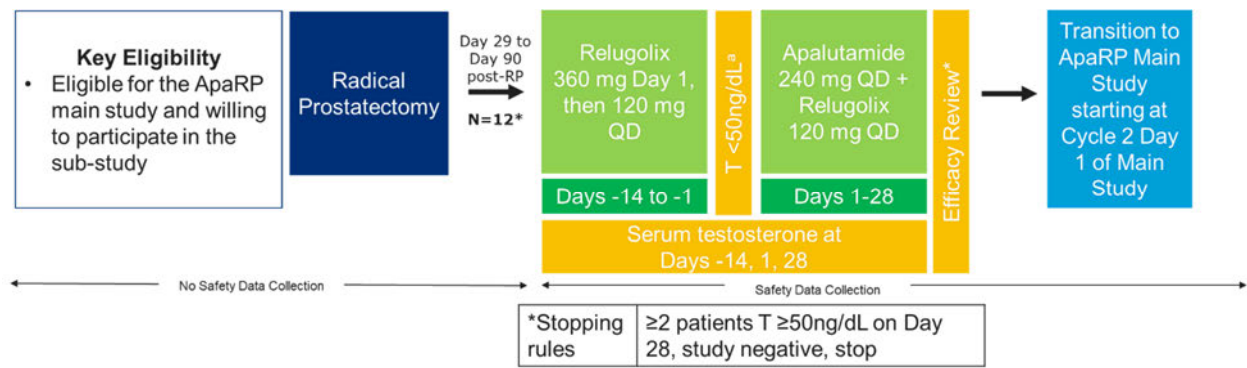 Key Eligibility
• Eligible for the ApaRP
main study and willing
to participate in the
sub-study
Radical
Prostatectomy
Day 29 to
Day 90
post-RP
N=12*
Relugolix
360 mg Day 1,
then 120 mg
QD
Days -14 to -1
T <50ng/dLᵃ
Apalutamide
240 mg QD +
Relugolix
120 mg QD
Days 1-28
Serum testosterone at
Days -14, 1, 28
Efficacy Review*
Transition to
ApaRP Main
Study
starting at
Cycle 2 Day
1 of Main
Study
No Safety Data Collection
Safety Data Collection
*Stopping
rules
≥2 patients T ≥50ng/dL on Day
28, study negative, stop